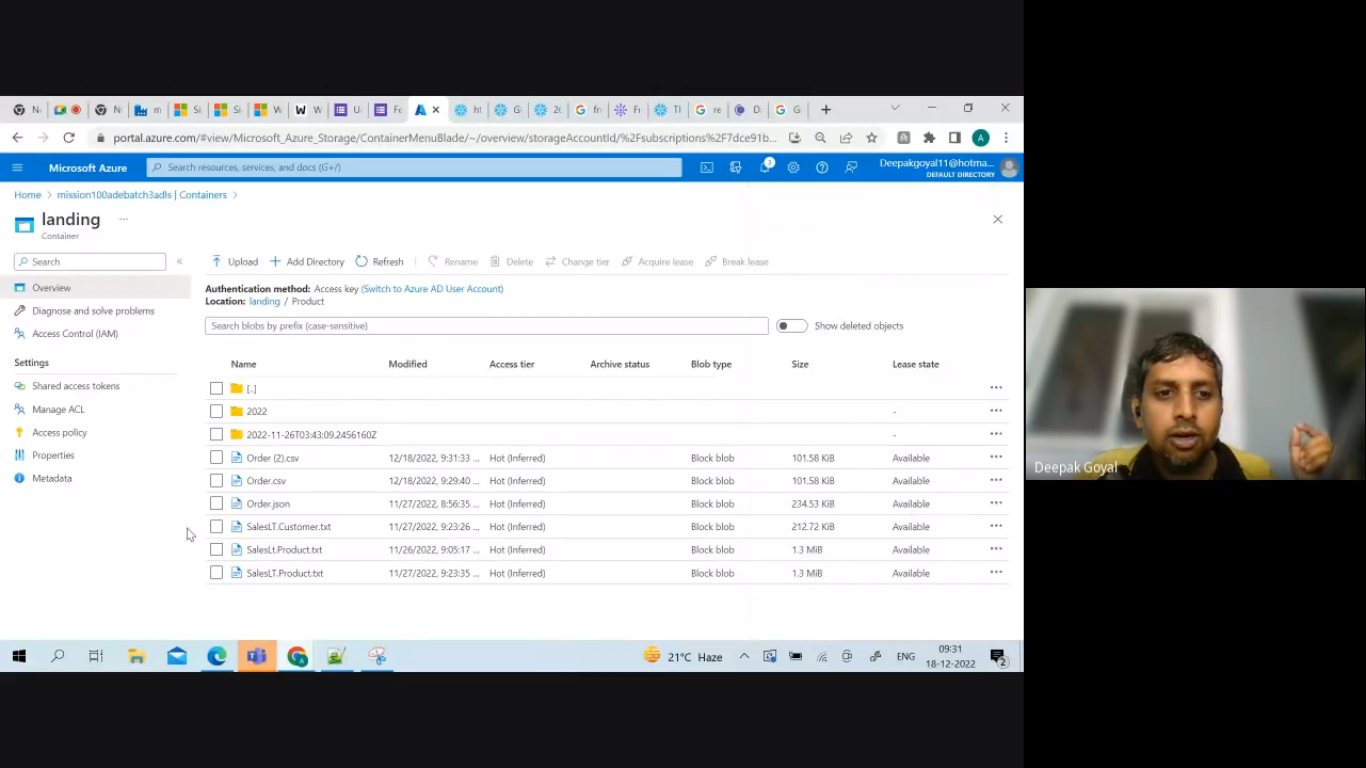 N
N
m
Si
Si
W
W
W
U
Fe
ht
G
20
fr
Fr
Tl
re
D.
G
portal.azure.com/#view/Microsoft_Azure_Storage/ContainerMenuBlade/~/overview/storageAccountId/%2Fsubscriptions%2F7dce91b...
A
Microsoft Azure
Search resources, services, and docs (G+/)
Deepakgoyal11@hotma...
DEFAULT DIRECTORY
Home > mission100adebatch3adls | Containers >
landing ...
Container
Search
«
Upload + Add Directory Refresh Rename Delete Change tier Acquire lease Break lease
Overview
Diagnose and solve problems
Access Control (IAM)
Settings
Shared access tokens
Manage ACL
Access policy
Properties
Metadata
Authentication method: Access key (Switch to Azure AD User Account)
Location: landing / Product
Search blobs by prefix (case-sensitive)
Show deleted objects
Name Modified Access tier Archive status Blob type Size Lease state
[..] ...
2022 - ...
2022-11-26T03:43:09.2456160Z - ...
Order (2).csv 12/18/2022, 9:31:33 ... Hot (Inferred) Block blob 101.58 KiB Available ...
Order.csv 12/18/2022, 9:29:40 ... Hot (Inferred) Block blob 101.58 KiB Available ...
Order.json 11/27/2022, 8:56:35 ... Hot (Inferred) Block blob 234.53 KiB Available ...
SalesLT.Customer.txt 11/27/2022, 9:23:26 ... Hot (Inferred) Block blob 212.72 KiB Available ...
SalesLt.Product.txt 11/26/2022, 9:05:17 ... Hot (Inferred) Block blob 1.3 MiB Available ...
SalesLT.Product.txt 11/27/2022, 9:23:35 ... Hot (Inferred) Block blob 1.3 MiB Available ...
Deepak Goyal
21°C Haze
ENG
09:31
18-12-2022
2